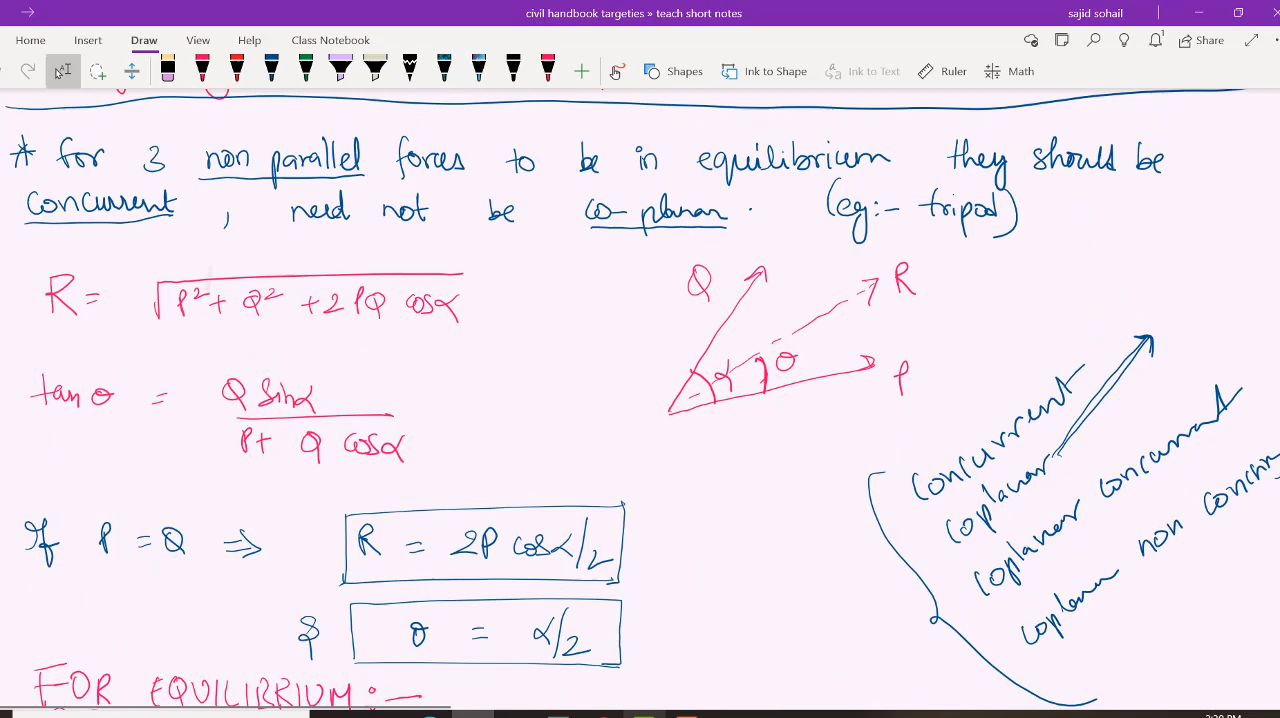 civil handbook targeties » teach short notes
sajid sohail
Home Insert Draw View Help Class Notebook
Share
Shapes Ink to Shape Ink to Text Ruler Math
* for 3 non parallel forces to be in equilibrium they should be
concurrent, need not be co-planar. (eg:- tripod)
R = √P² + Q² + 2PQ cosα
Q
R
α θ
P
tanθ = Q Sinα / P + Q cosα
If P = Q ⇒ R = 2P cosα/2
& θ = α/2
concurrent
coplanar
coplanar concurrent
coplanar non concurr
FOR EQUILIBRIUM:-